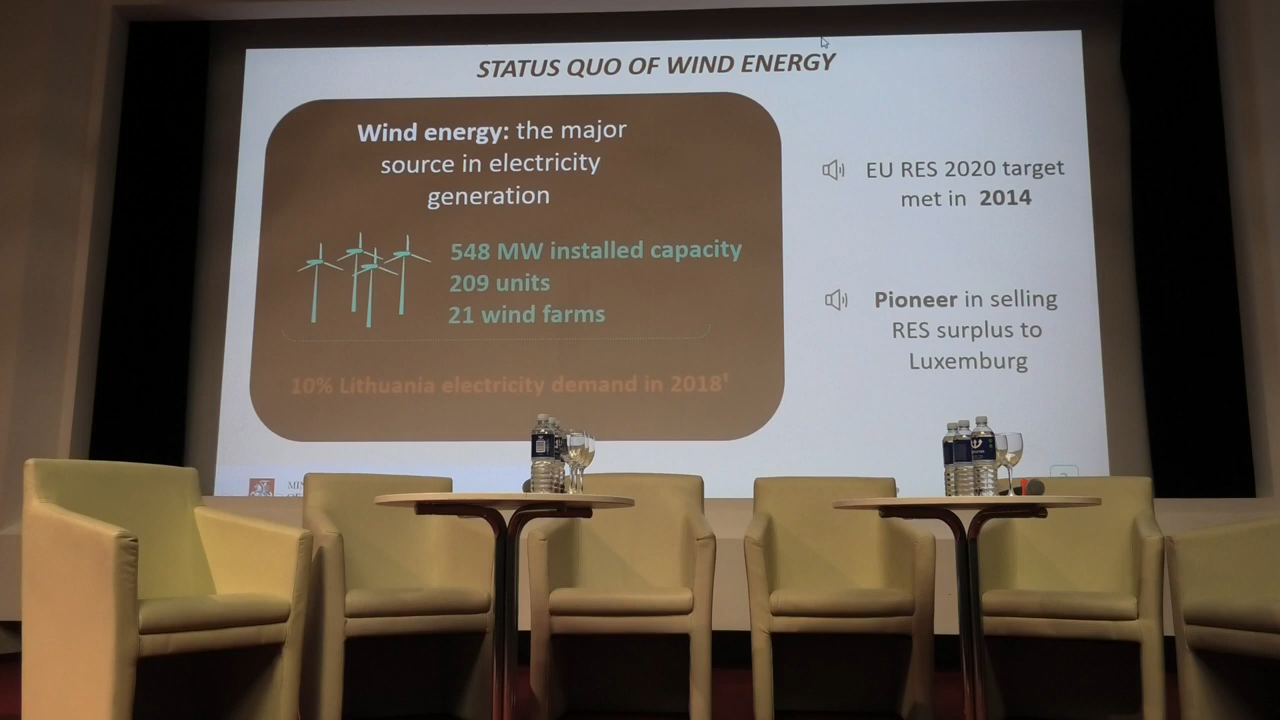 STATUS QUO OF WIND ENERGY
Wind energy: the major
source in electricity
generation
548 MW installed capacity
209 units
21 wind farms
10% Lithuania electricity demand in 2018¹
EU RES 2020 target
met in 2014
Pioneer in selling
RES surplus to
Luxemburg